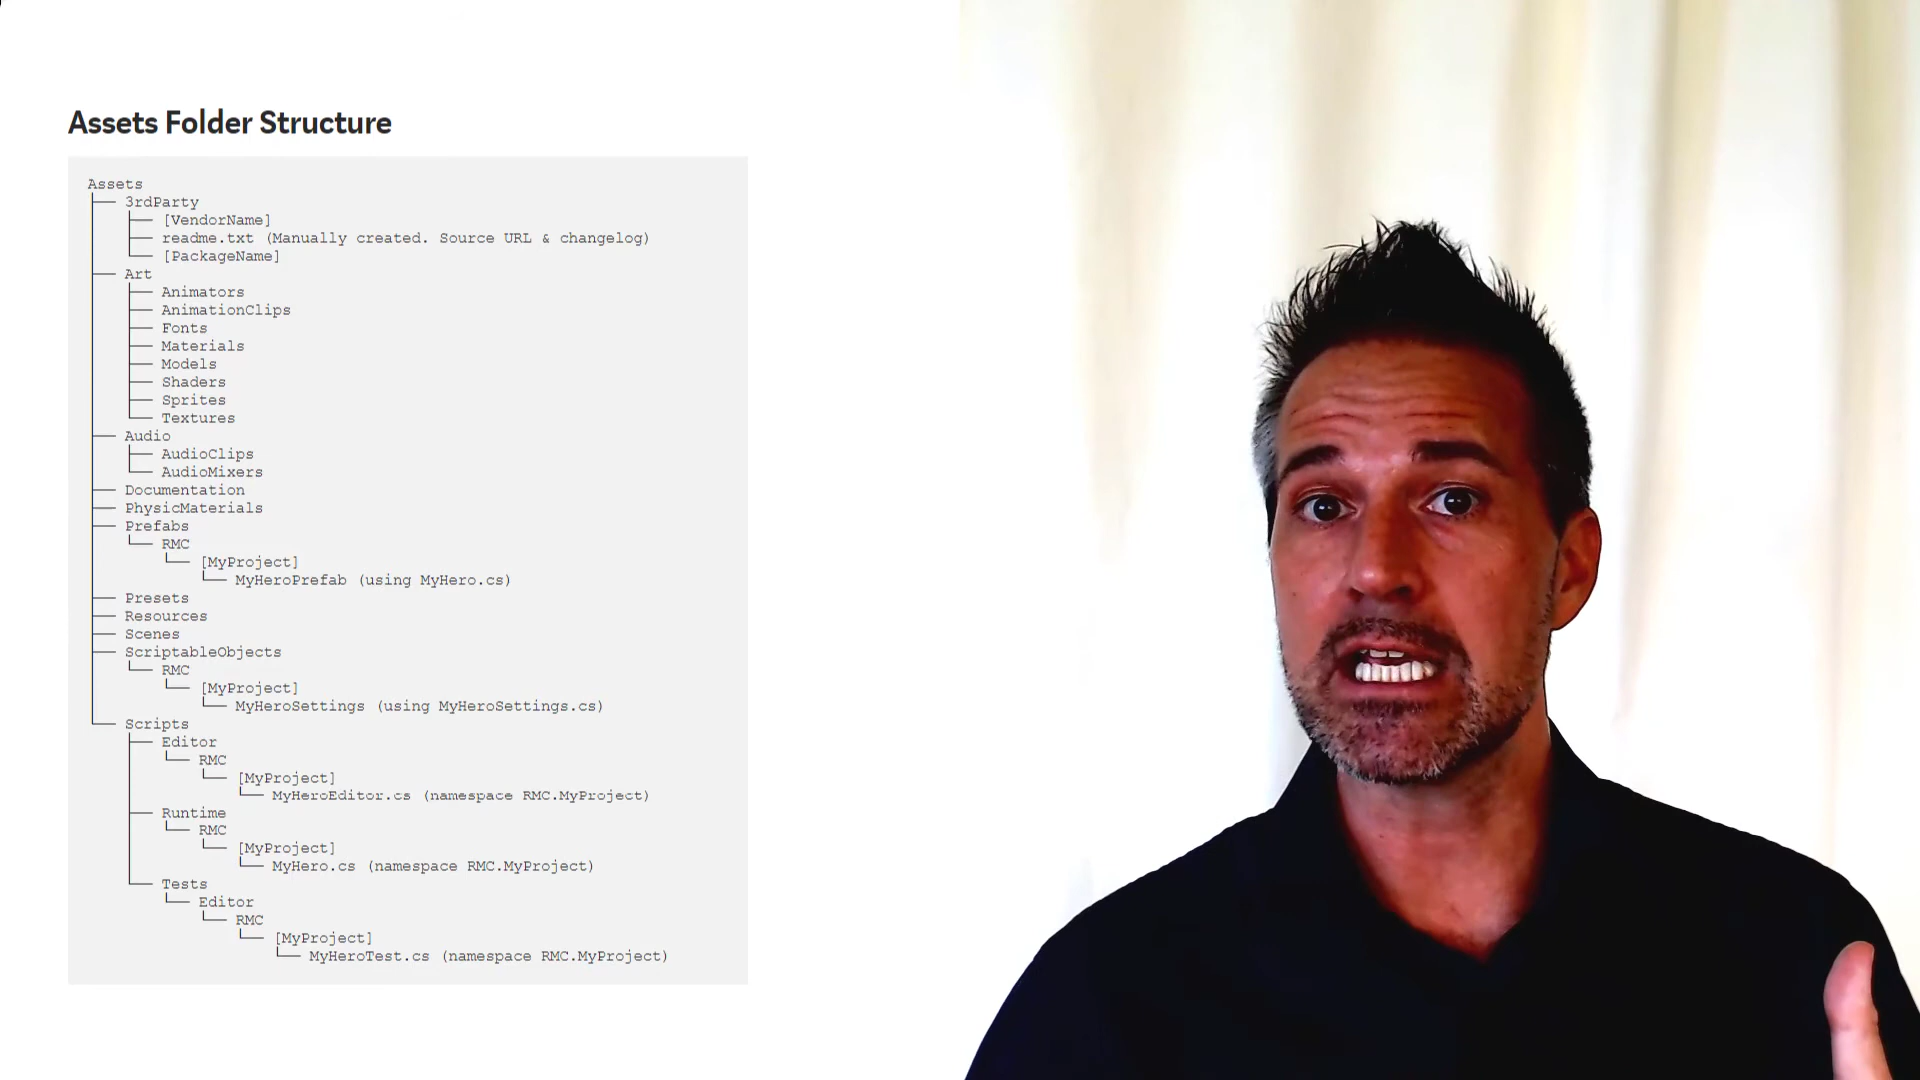 Assets Folder Structure
Assets
3rdParty
[VendorName]
readme.txt (Manually created. Source URL & changelog)
[PackageName]
Art
Animators
AnimationClips
Fonts
Materials
Models
Shaders
Sprites
Textures
Audio
AudioClips
AudioMixers
Documentation
PhysicMaterials
Prefabs
RMC
[MyProject]
MyHeroPrefab (using MyHero.cs)
Presets
Resources
Scenes
ScriptableObjects
RMC
[MyProject]
MyHeroSettings (using MyHeroSettings.cs)
Scripts
Editor
RMC
[MyProject]
MyHeroEditor.cs (namespace RMC.MyProject)
Runtime
RMC
[MyProject]
MyHero.cs (namespace RMC.MyProject)
Tests
Editor
RMC
[MyProject]
MyHeroTest.cs (namespace RMC.MyProject)